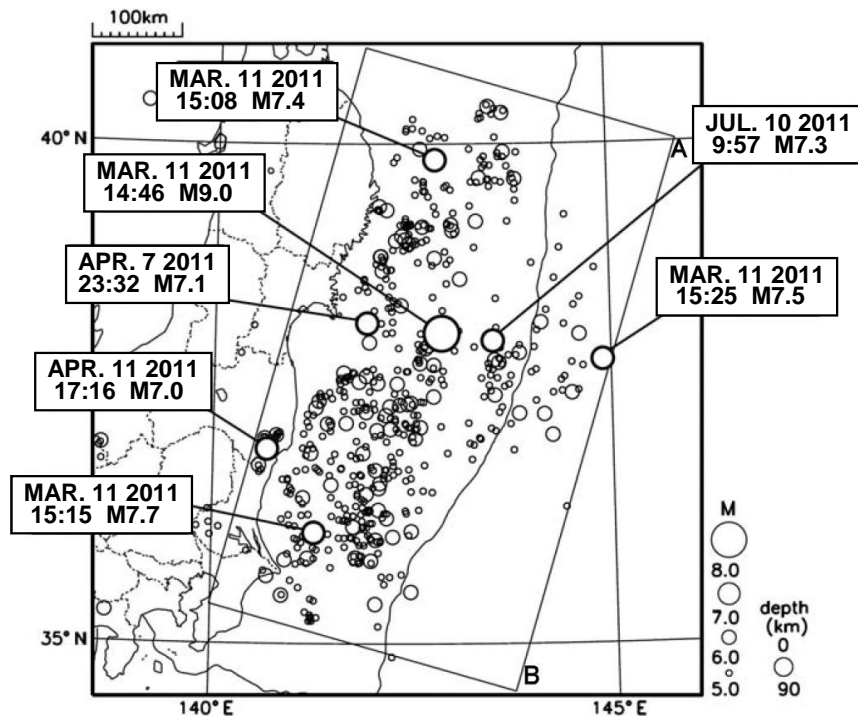 100km
MAR. 11 2011
15:08 M7.4
40°N
JUL. 10 2011
9:57 M7.3
A
MAR. 11 2011
14:46 M9.0
APR. 7 2011
23:32 M7.1
MAR. 11 2011
15:25 M7.5
APR. 11 2011
17:16 M7.0
MAR. 11 2011
15:15 M7.7
M
8.0
7.0
6.0
5.0
depth
(km)
0
90
35°N
B
140°E
145°E